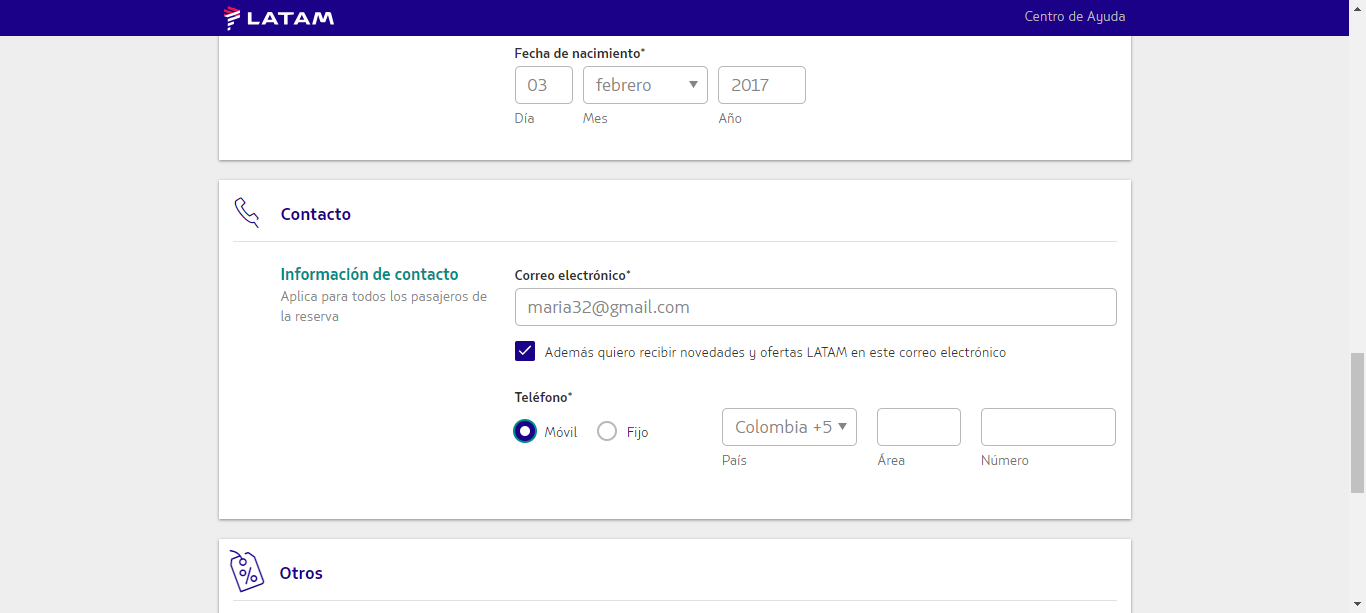 LATAM
Centro de Ayuda
Fecha de nacimiento*
03 febrero 2017
Día Mes Año
Contacto
Información de contacto
Aplica para todos los pasajeros de
la reserva
Correo electrónico*
maria32@gmail.com
Además quiero recibir novedades y ofertas LATAM en este correo electrónico
Teléfono*
Móvil Fijo Colombia +5
País Área Número
Otros